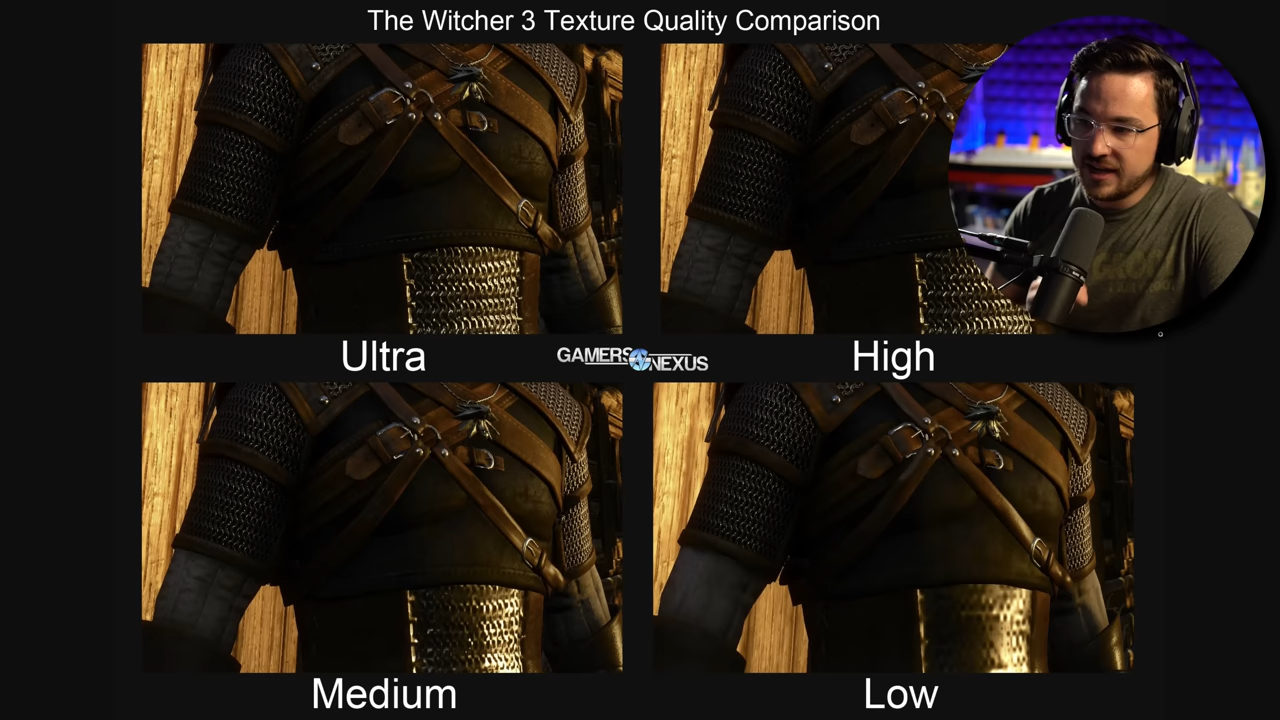 The Witcher 3 Texture Quality Comparison
Ultra
GAMERS NEXUS
High
Medium
Low